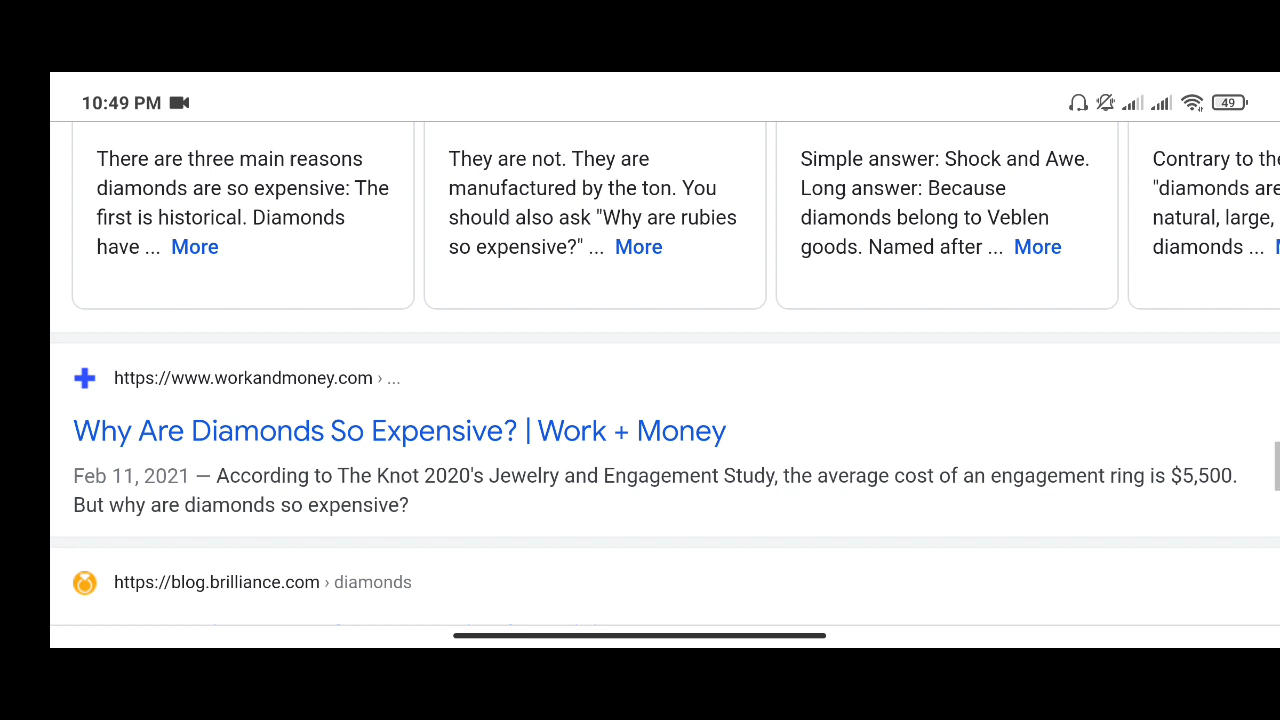 10:49 PM
49
There are three main reasons
diamonds are so expensive: The
first is historical. Diamonds
have ... More
They are not. They are
manufactured by the ton. You
should also ask "Why are rubies
so expensive?" ... More
Simple answer: Shock and Awe.
Long answer: Because
diamonds belong to Veblen
goods. Named after ... More
Contrary to the
"diamonds are
natural, large,
diamonds ...
https://www.workandmoney.com › ...
Why Are Diamonds So Expensive? | Work + Money
Feb 11, 2021 — According to The Knot 2020's Jewelry and Engagement Study, the average cost of an engagement ring is $5,500.
But why are diamonds so expensive?
https://blog.brilliance.com › diamonds